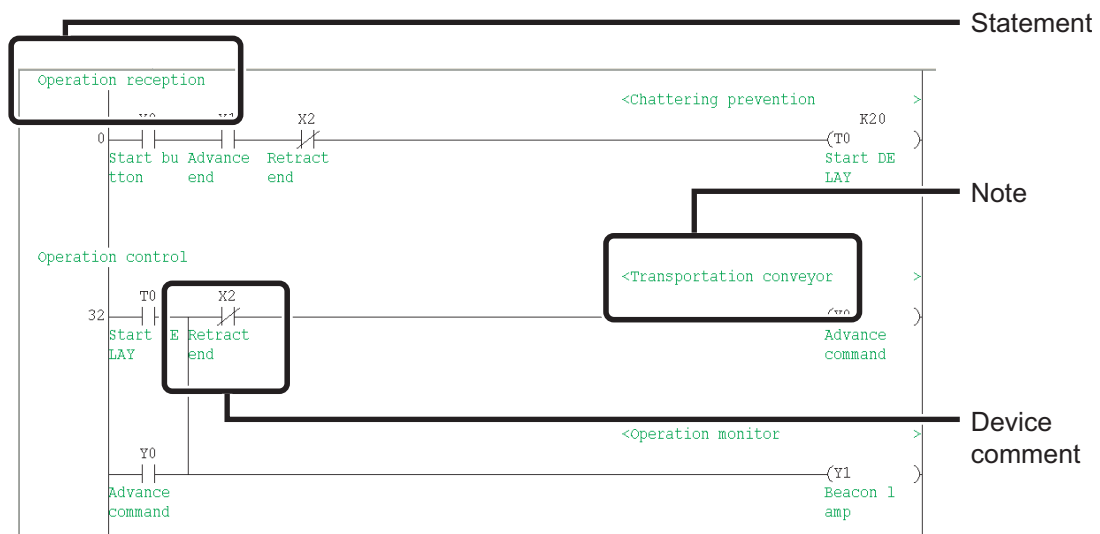 Statement
Operation reception
<Chattering prevention >
X2 K20
0 (T0 )
Start bu Advance Retract Start DE
tton end end LAY
Note
Operation control
<Transportation conveyor >
T0 X2
32
Start E Retract Advance
LAY end command
Device
comment
<Operation monitor >
Y0
(Y1 )
Advance Beacon l
command amp